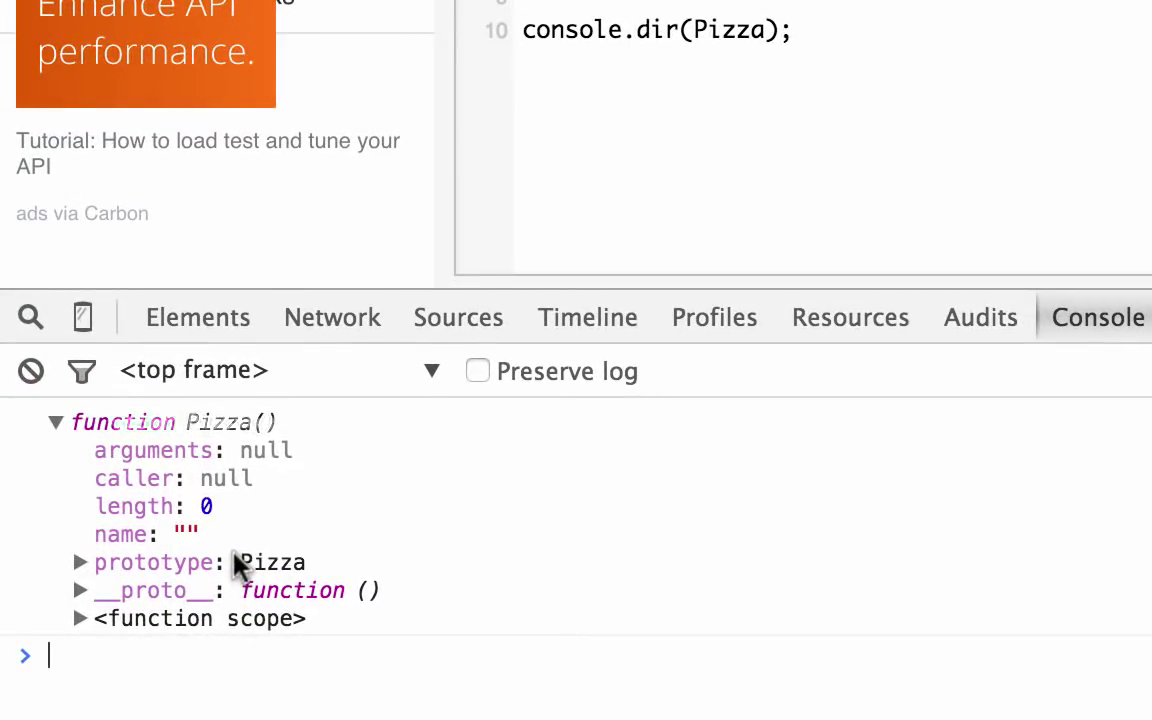 Enhance API
performance.
Tutorial: How to load test and tune your
API
ads via Carbon
10 console.dir(Pizza);
Elements Network Sources Timeline Profiles Resources Audits Console
<top frame> ▼ Preserve log
▼ function Pizza()
arguments: null
caller: null
length: 0
name: ""
▶ prototype: Pizza
▶ __proto__: function ()
▶ <function scope>
>